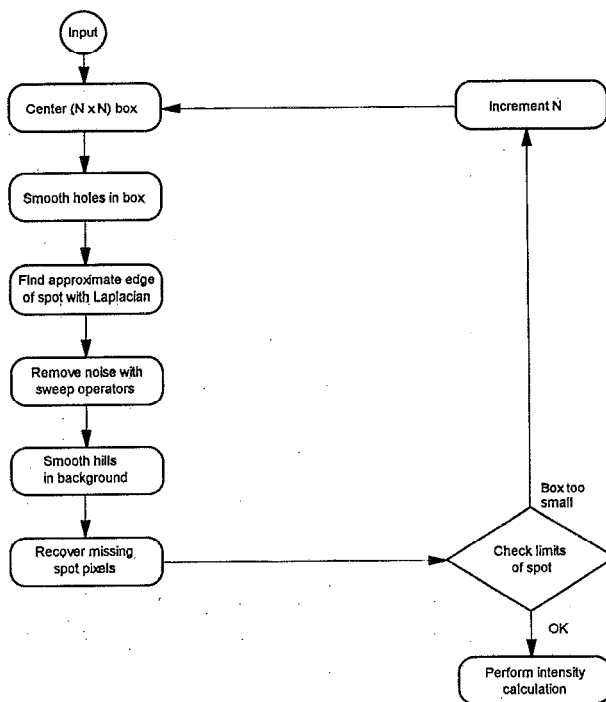 Input
Center (N x N) box
Increment N
Smooth holes in box
Find approximate edge
of spot with Laplacian
Remove noise with
sweep operators
Smooth hills
in background
Recover missing
spot pixels
Box too
small
Check limits
of spot
OK
Perform intensity
calculation